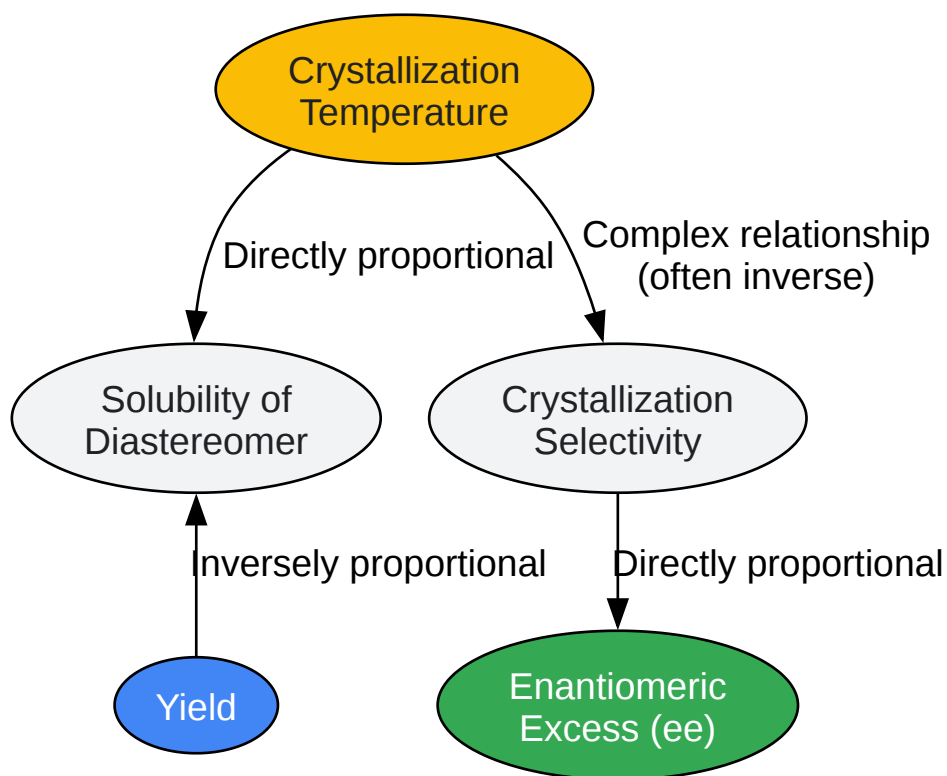 Crystallization
Temperature
Directly proportional
Complex relationship
(often inverse)
Solubility of
Diastereomer
Crystallization
Selectivity
Inversely proportional
Directly proportional
Yield
Enantiomeric
Excess (ee)